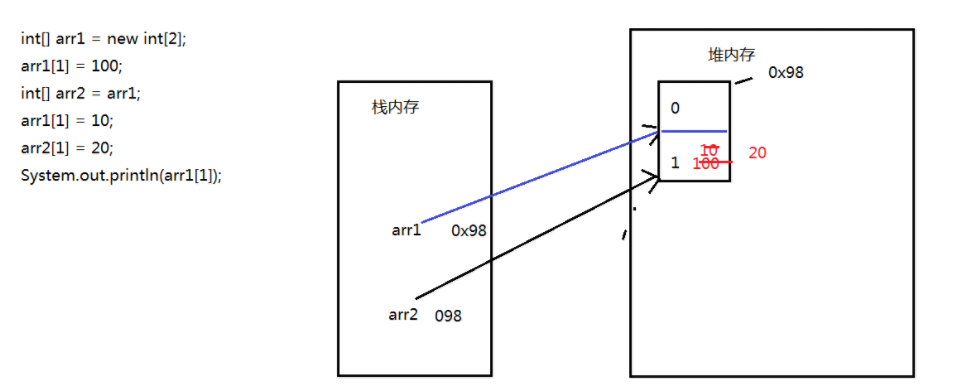 int[] arr1 = new int[2];
arr1[1] = 100;
int[] arr2 = arr1;
arr1[1] = 10;
arr2[1] = 20;
System.out.println(arr1[1]);
栈内存
arr1 0x98
arr2 098
堆内存
0x98
0
10
1 100 20